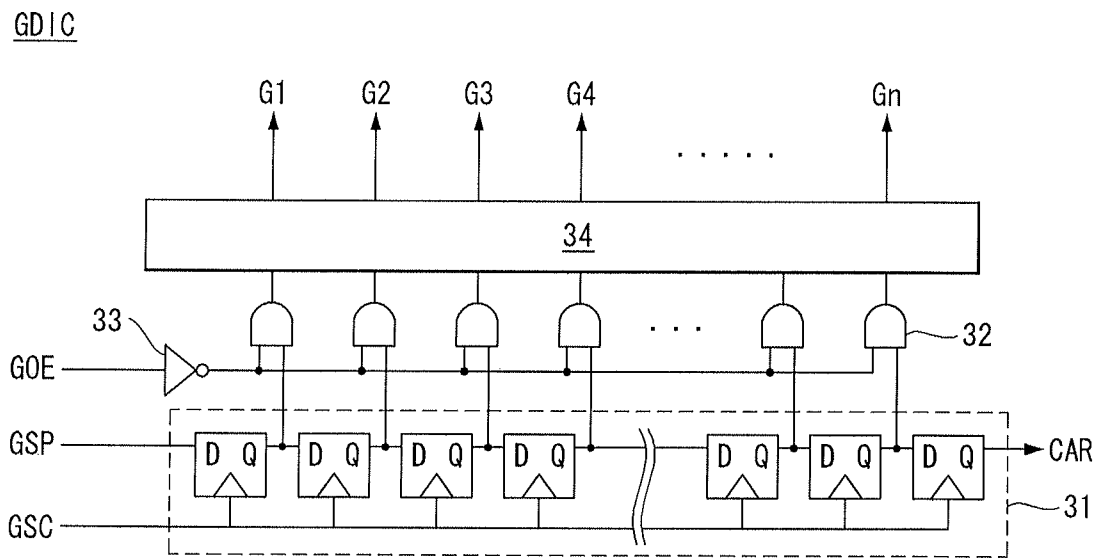 GDIC
G1 G2 G3 G4 Gn
.....
34
33
... 32
GOE
GSP D Q D Q D Q D Q D Q D Q D Q CAR
GSC 31